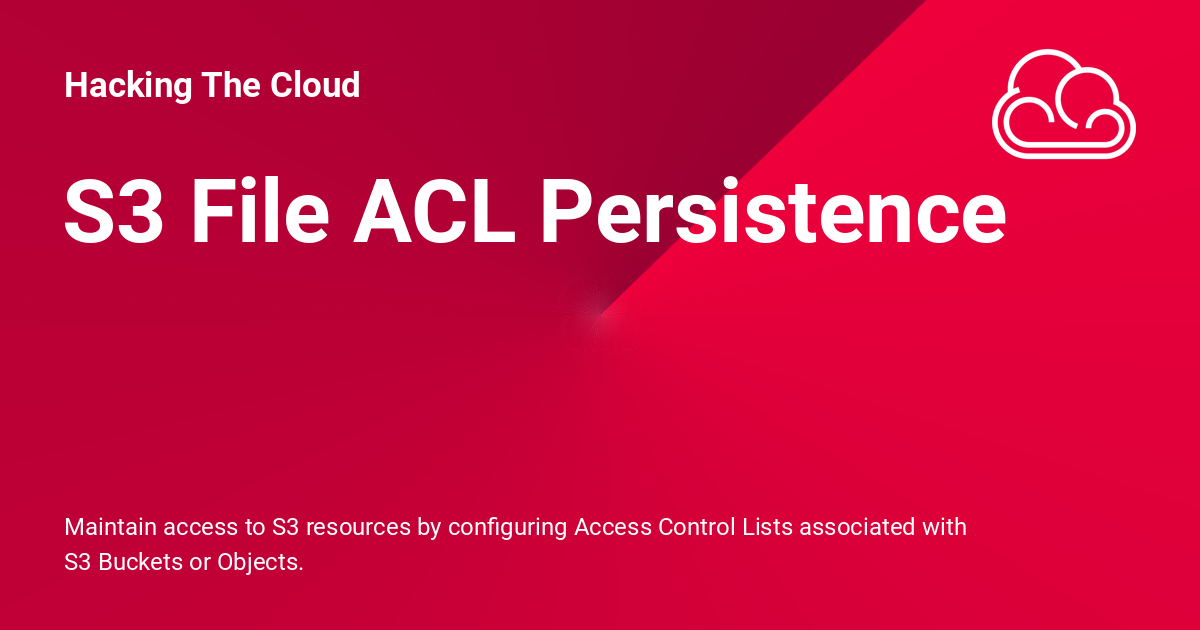 Hacking The Cloud
S3 File ACL Persistence
Maintain access to S3 resources by configuring Access Control Lists associated with
S3 Buckets or Objects.